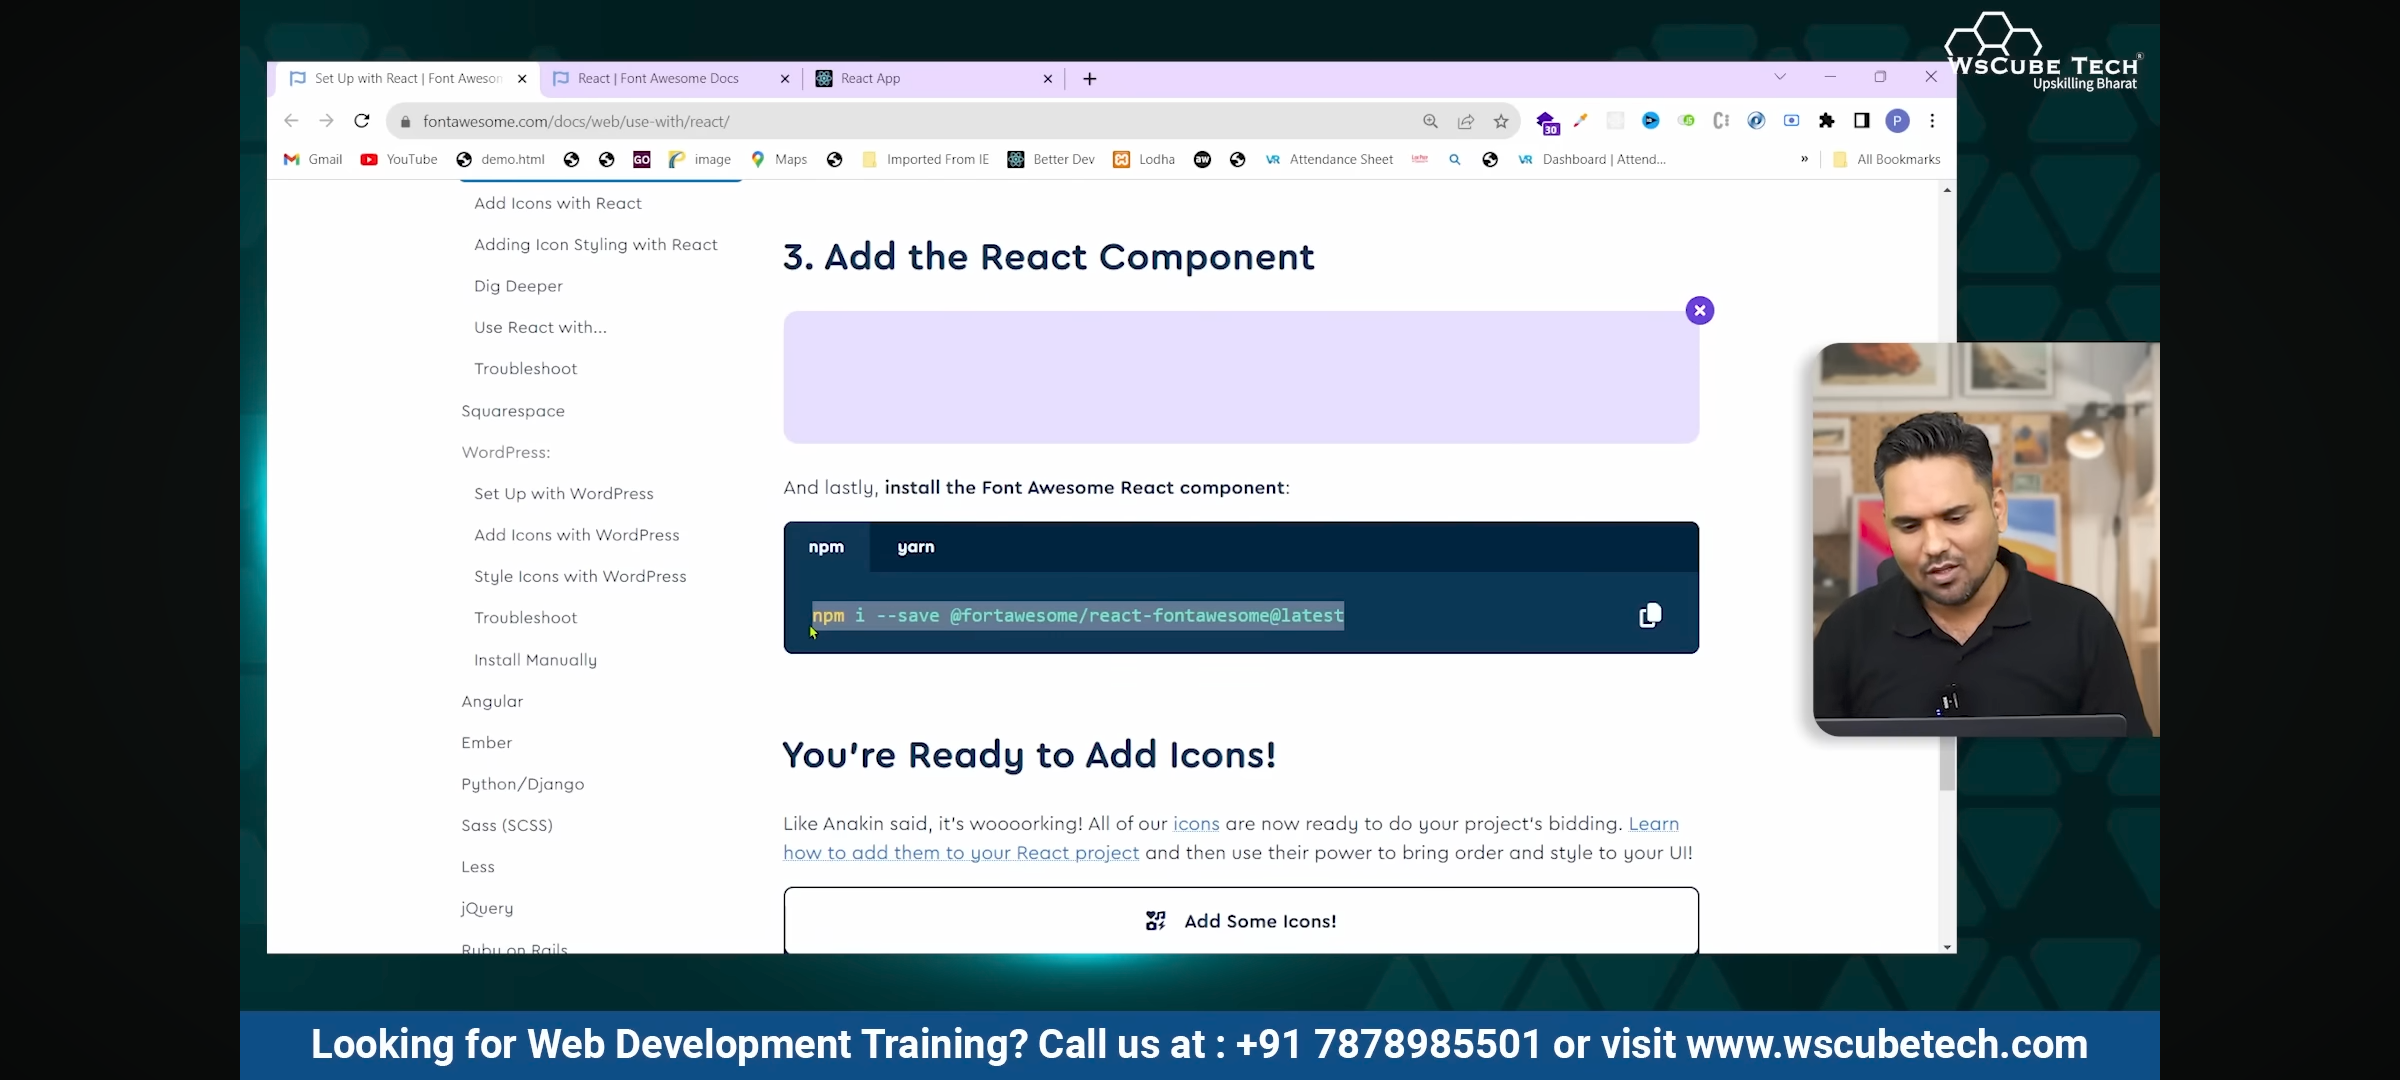 WsCube Tech
Upskilling Bharat
Set Up with React | Font Aweson
React | Font Awesome Docs
React App
fontawesome.com/docs/web/use-with/react/
30
P
Gmail
YouTube
demo.html
GO
image
Maps
Imported From IE
Better Dev
Lodha
aw
VR
Attendance Sheet
VR
Dashboard | Attend...
»
All Bookmarks
Add Icons with React
Adding Icon Styling with React
Dig Deeper
Use React with...
Troubleshoot
Squarespace
WordPress:
Set Up with WordPress
Add Icons with WordPress
Style Icons with WordPress
Troubleshoot
Install Manually
Angular
Ember
Python/Django
Sass (SCSS)
Less
jQuery
Ruby on Rails
3. Add the React Component
And lastly, install the Font Awesome React component:
npm
yarn
npm i --save @fortawesome/react-fontawesome@latest
You're Ready to Add Icons!
Like Anakin said, it's woooorking! All of our icons are now ready to do your project's bidding. Learn
how to add them to your React project and then use their power to bring order and style to your UI!
Add Some Icons!
Looking for Web Development Training? Call us at : +91 7878985501 or visit www.wscubetech.com